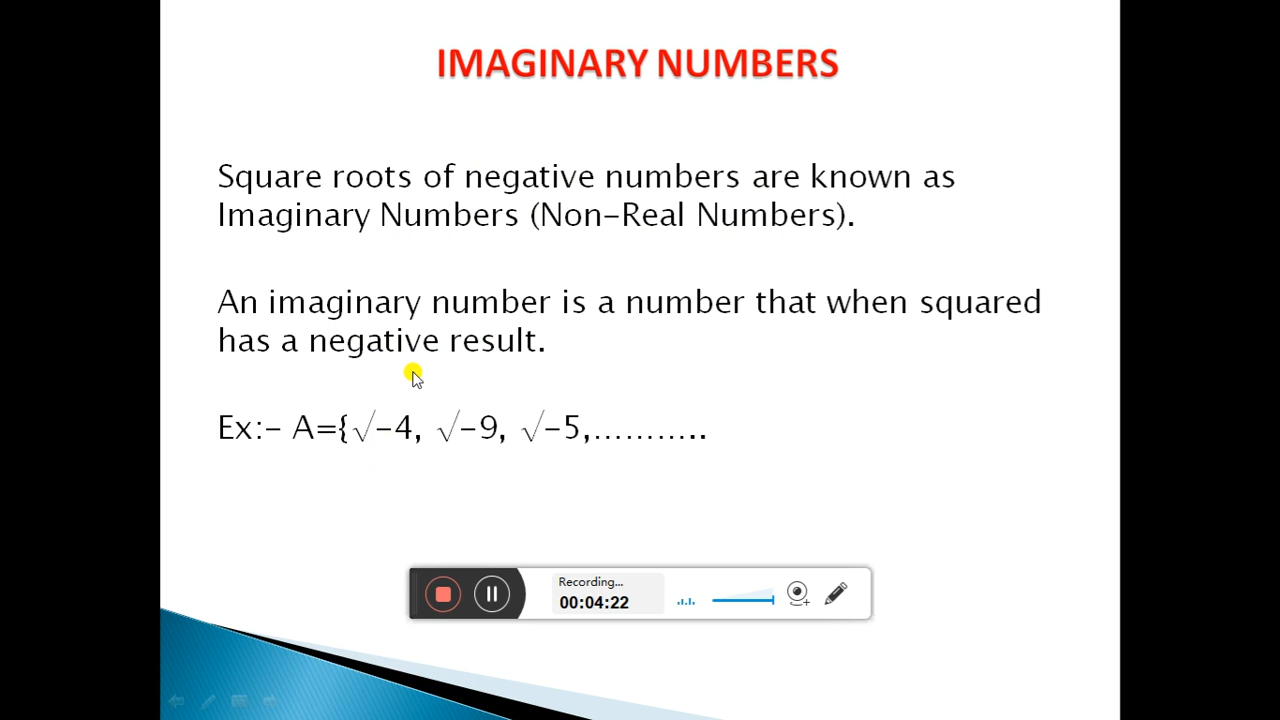 IMAGINARY NUMBERS
Square roots of negative numbers are known as
Imaginary Numbers (Non-Real Numbers).
An imaginary number is a number that when squared
has a negative result.
Ex:- A={√-4, √-9, √-5,………..
Recording...
00:04:22